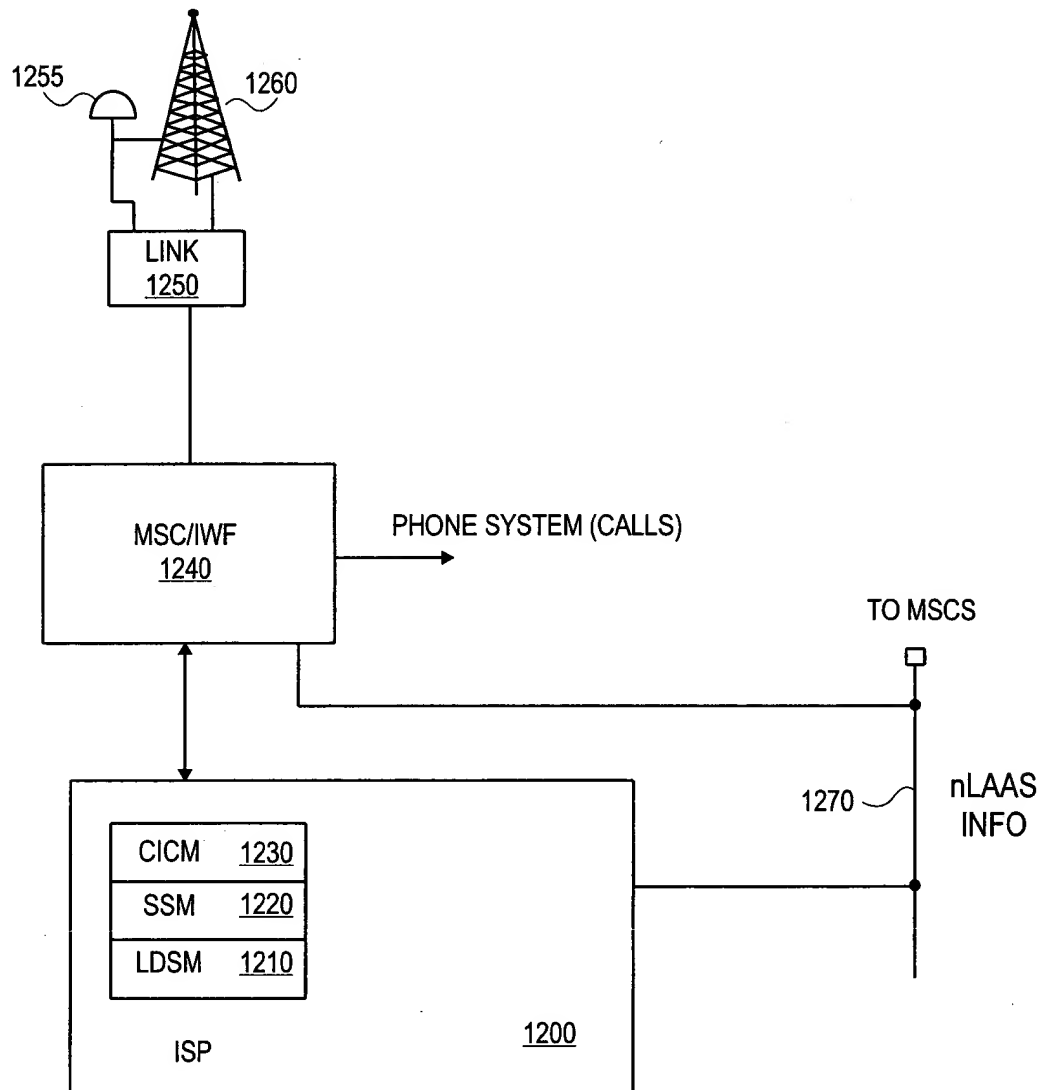 1255
1260
LINK
1250
MSC/IWF
1240
PHONE SYSTEM (CALLS)
TO MSCS
1270
nLAAS
INFO
CICM 1230
SSM 1220
LDSM 1210
ISP
1200